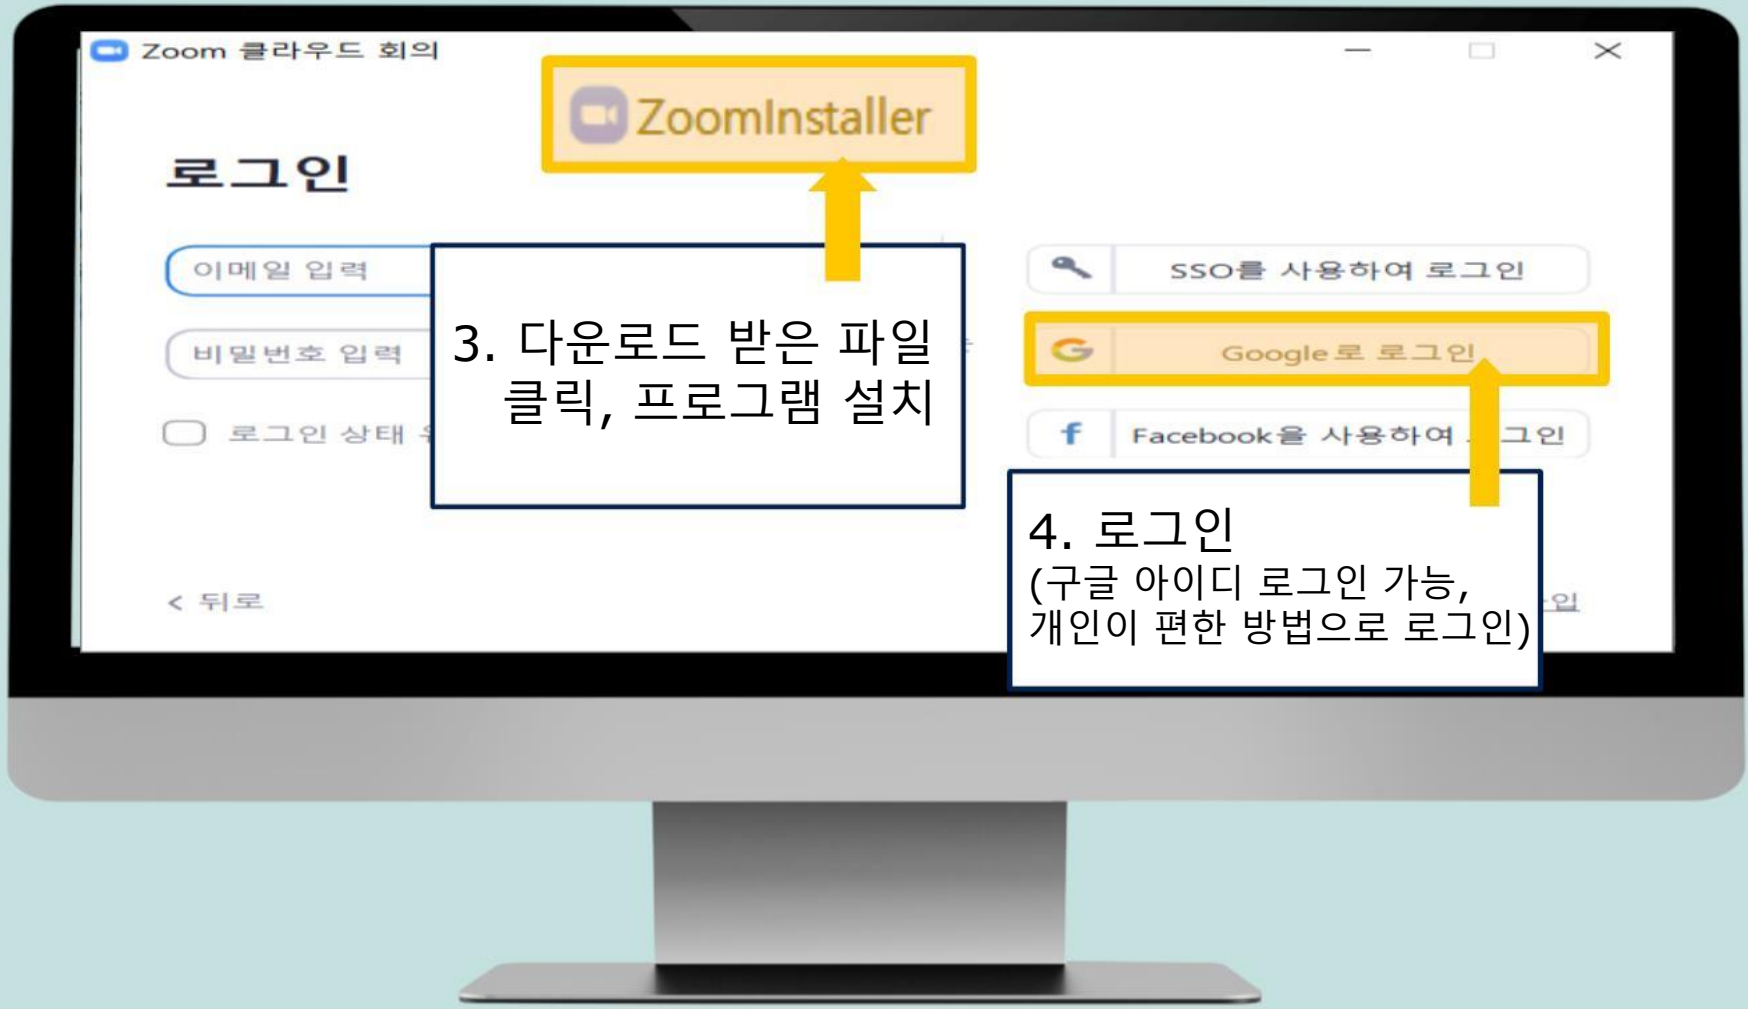 Zoom 클라우드 회의
ZoomInstaller
로그인
이메일 입력
비밀번호 입력
로그인 상태
3. 다운로드 받은 파일
클릭, 프로그램 설치
SSO를 사용하여 로그인
Google로 로그인
Facebook을 사용하여 그인
4. 로그인
(구글 아이디 로그인 가능,
개인이 편한 방법으로 로그인)
< 뒤로